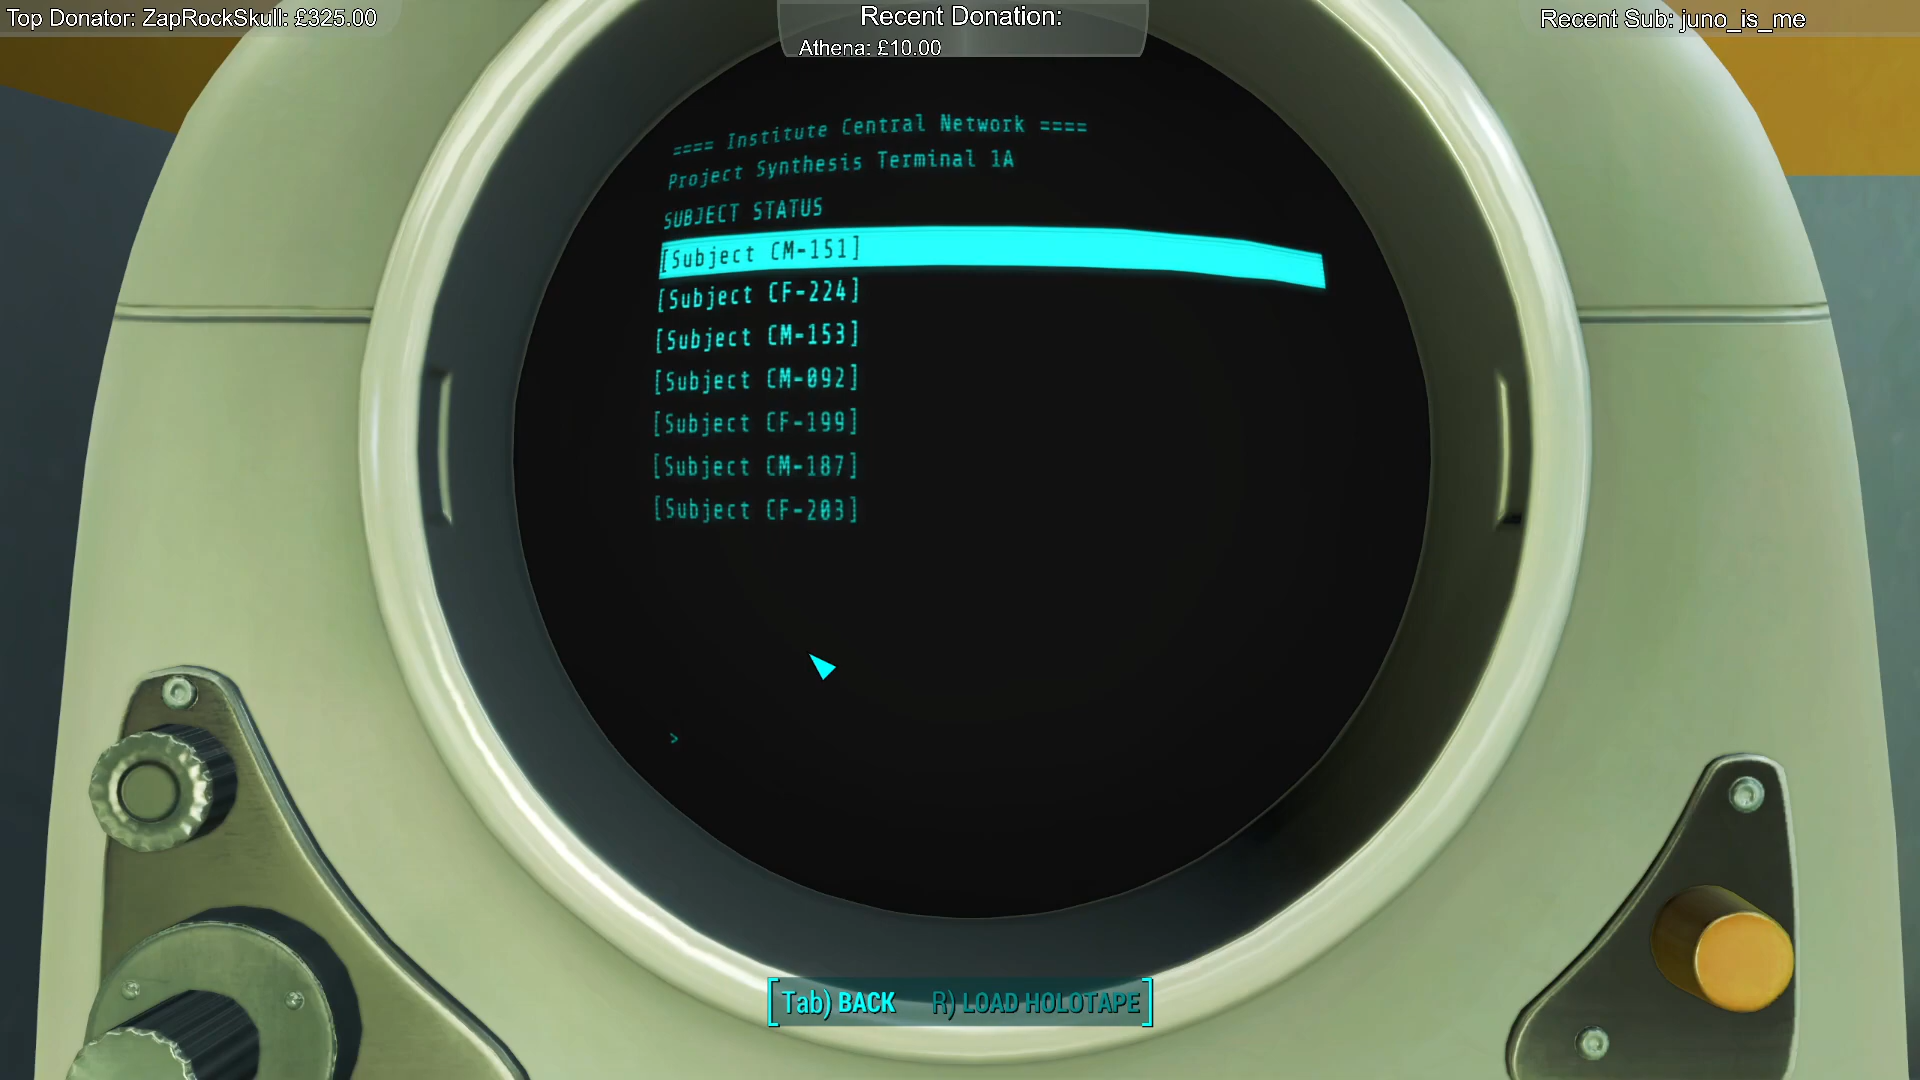 Top Donator: ZapRockSkull: £325.00
Recent Donation:
Athena: £10.00
Recent Sub: juno_is_me
==== Institute Central Network ====
Project Synthesis Terminal 1A
SUBJECT STATUS
[Subject CM-151]
[Subject CF-224]
[Subject CM-153]
[Subject CM-092]
[Subject CF-199]
[Subject CM-187]
[Subject CF-203]
>
Tab) BACK R) LOAD HOLOTAPE